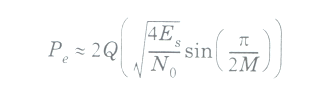 P_e ≈ 2Q(√(4E_s/N_0) sin(π/2M))